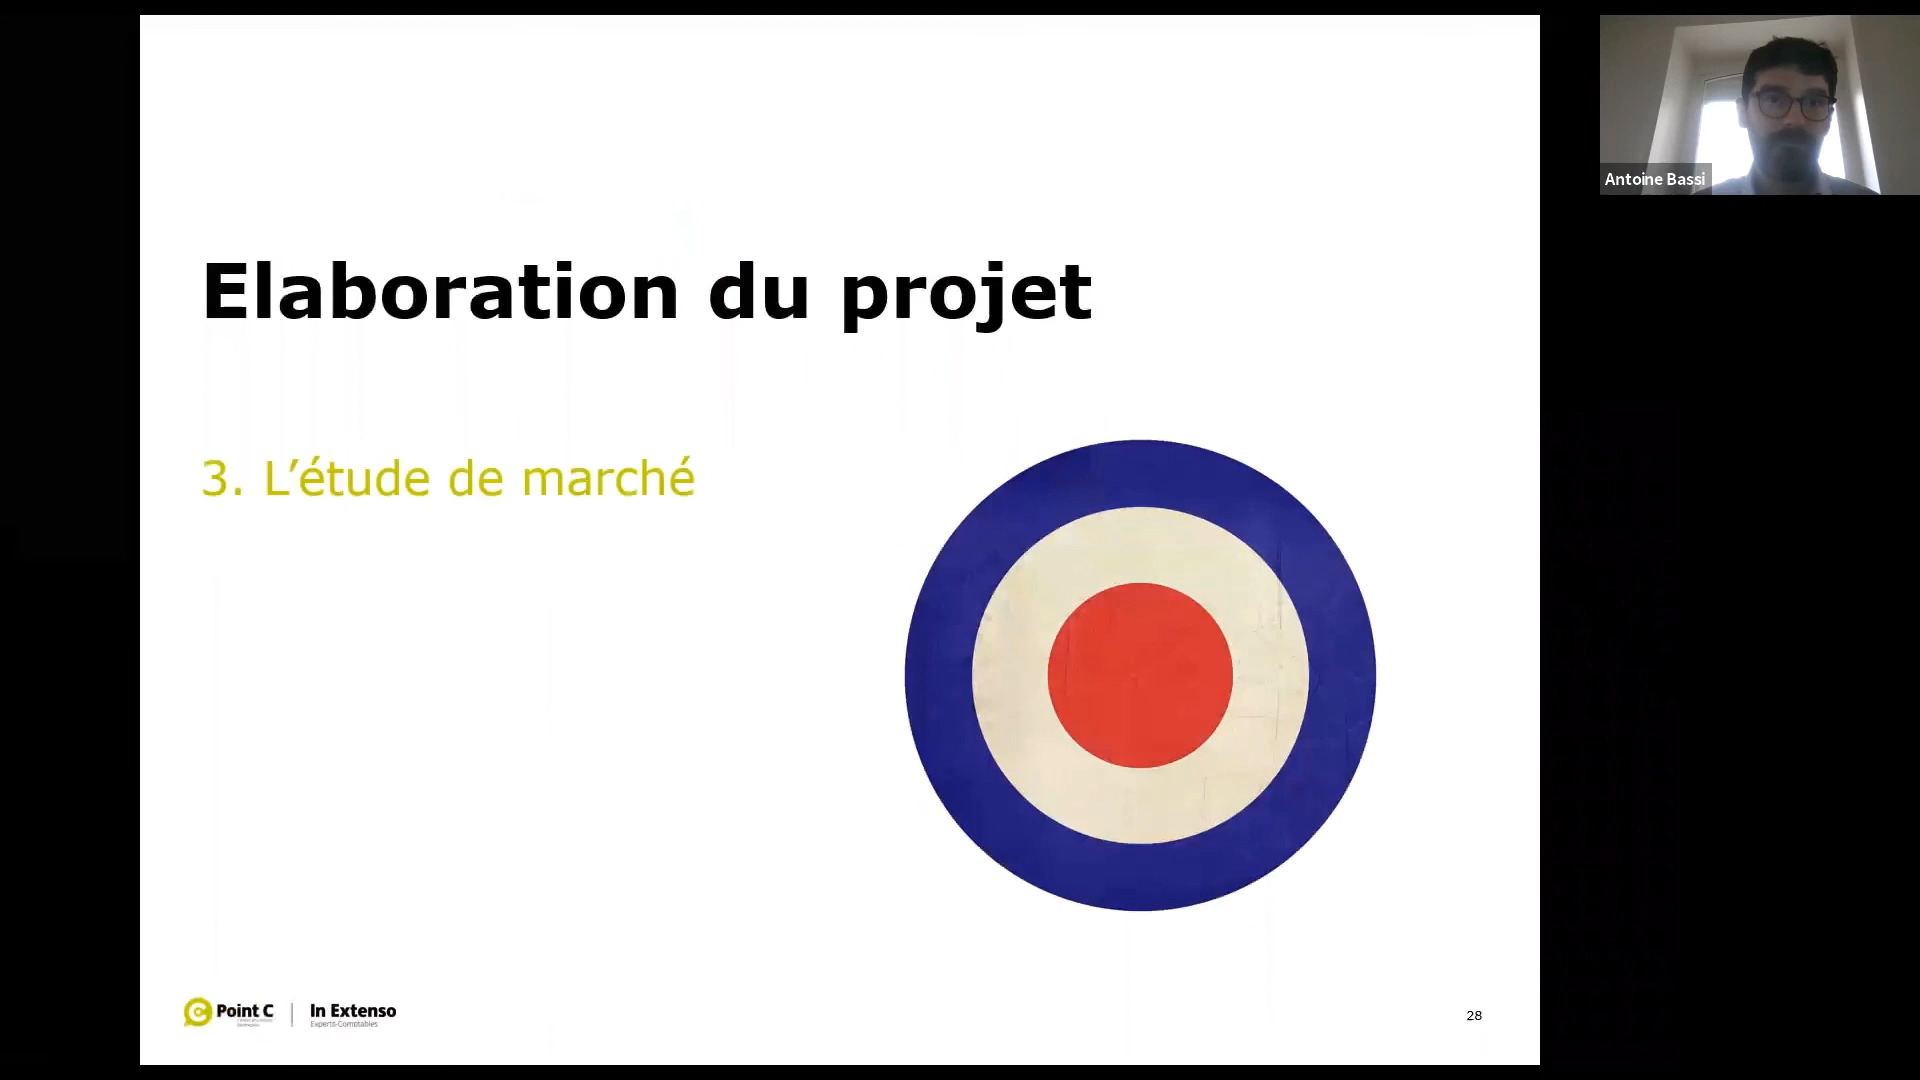 Elaboration du projet
3. L’étude de marché
Point C
In Extenso
Experts-Comptables
28
Antoine Bassi